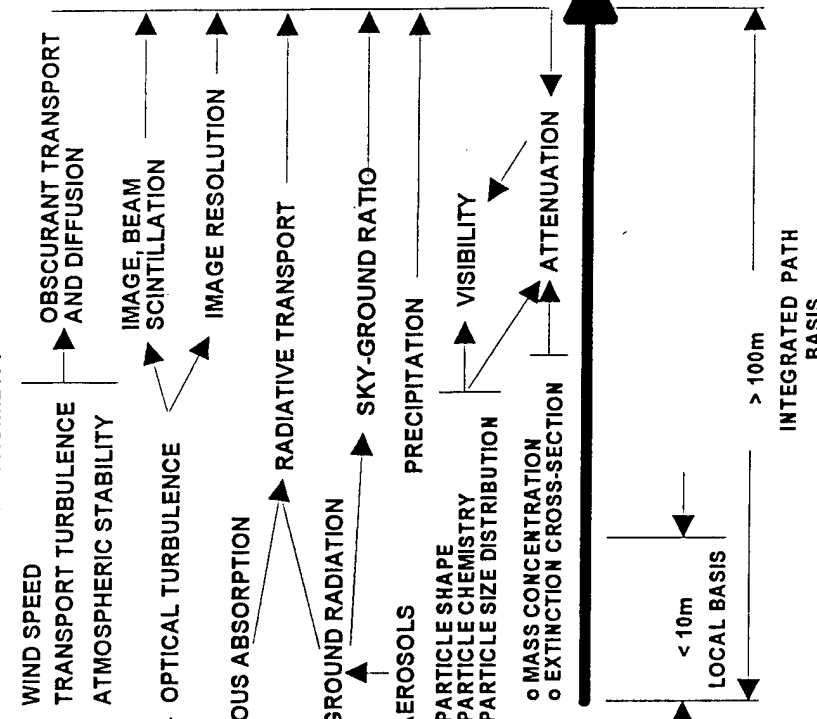 WIND SPEED
TRANSPORT TURBULENCE
ATMOSPHERIC STABILITY
OBSCURANT TRANSPORT
AND DIFFUSION
OPTICAL TURBULENCE
IMAGE, BEAM
SCINTILLATION
IMAGE RESOLUTION
OUS ABSORPTION
RADIATIVE TRANSPORT
GROUND RADIATION
SKY-GROUND RATIO
AEROSOLS
PRECIPITATION
PARTICLE SHAPE
PARTICLE CHEMISTRY
PARTICLE SIZE DISTRIBUTION
VISIBILITY
o MASS CONCENTRATION
o EXTINCTION CROSS-SECTION
ATTENUATION
< 10m
LOCAL BASIS
> 100m
INTEGRATED PATH
BASIS